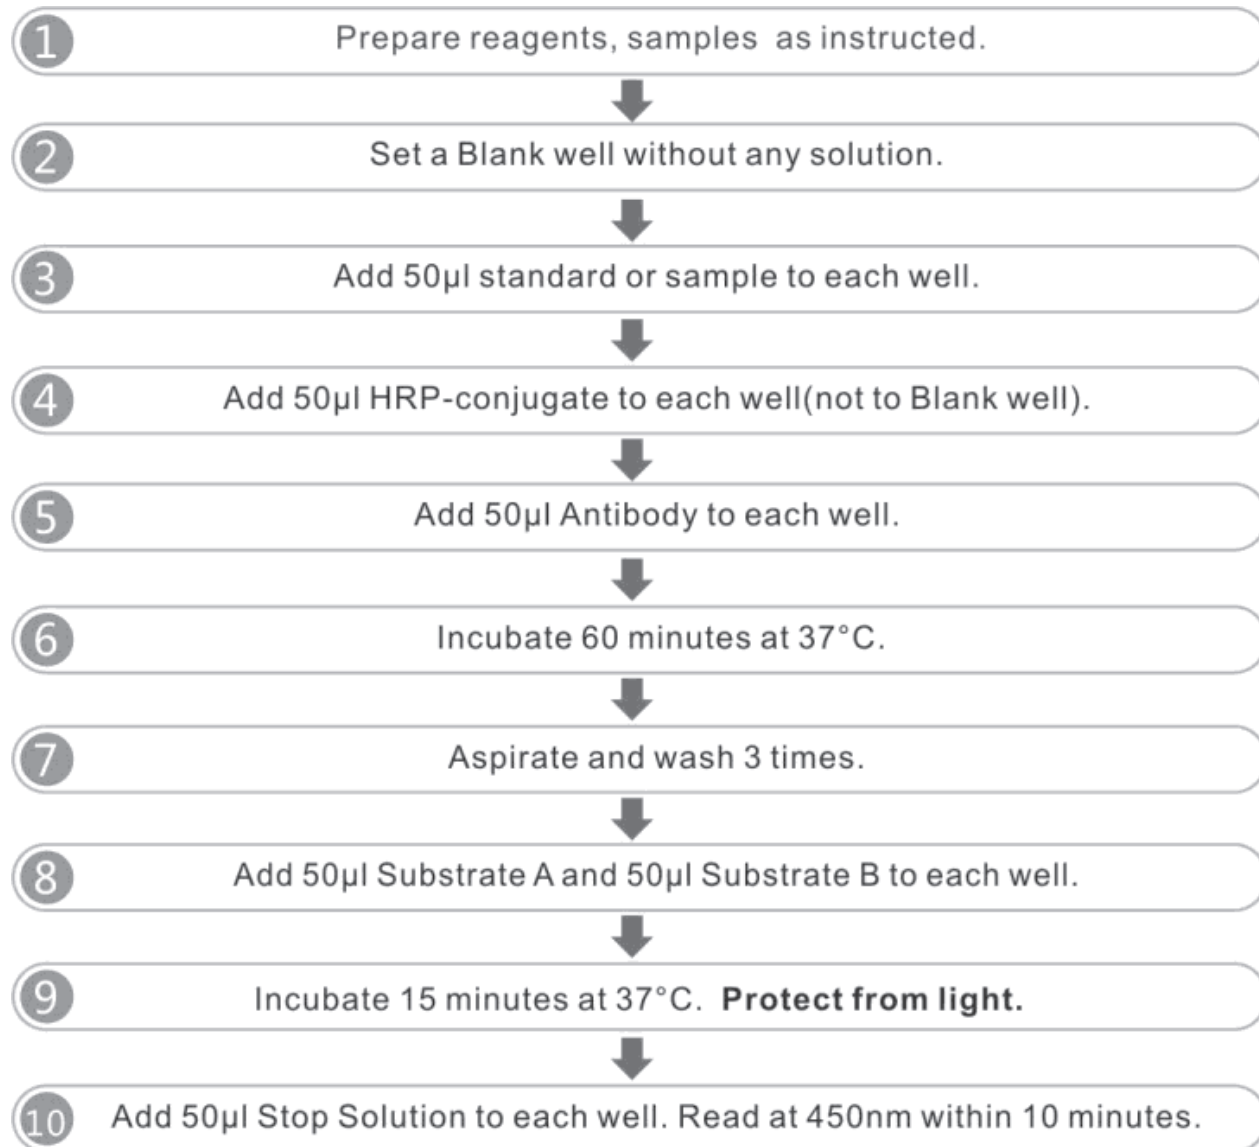 1 Prepare reagents, samples as instructed.
2 Set a Blank well without any solution.
3 Add 50µl standard or sample to each well.
4 Add 50µl HRP-conjugate to each well(not to Blank well).
5 Add 50µl Antibody to each well.
6 Incubate 60 minutes at 37°C.
7 Aspirate and wash 3 times.
8 Add 50µl Substrate A and 50µl Substrate B to each well.
9 Incubate 15 minutes at 37°C. Protect from light.
10 Add 50µl Stop Solution to each well. Read at 450nm within 10 minutes.